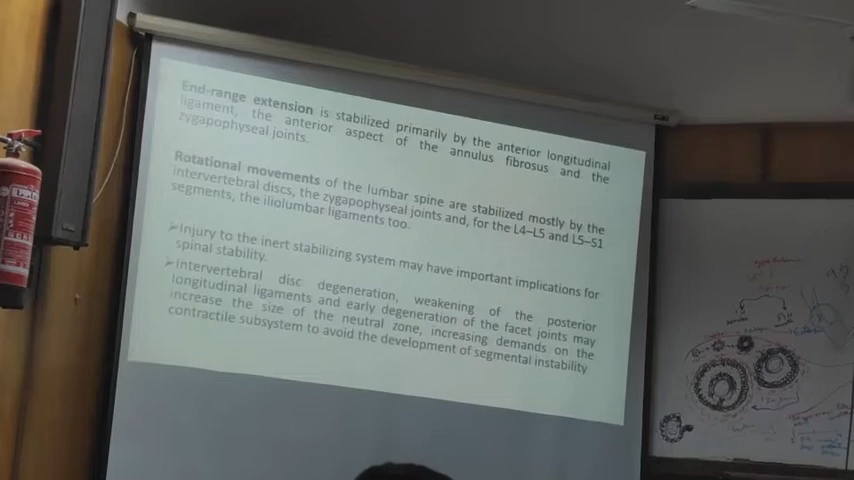 End-range extension is stabilized primarily by the anterior longitudinal
ligament, the anterior aspect of the annulus fibrosus and the
zygapophyseal joints.
Rotational movements of the lumbar spine are stabilized mostly by the
intervertebral discs, the zygapophyseal joints and, for the L4–L5 and L5–S1
segments, the iliolumbar ligaments too.
➢Injury to the inert stabilizing system may have important implications for
spinal stability.
➢Intervertebral disc degeneration, weakening of the posterior
longitudinal ligaments and early degeneration of the facet joints may
increase the size of the neutral zone, increasing demands on the
contractile subsystem to avoid the development of segmental instability